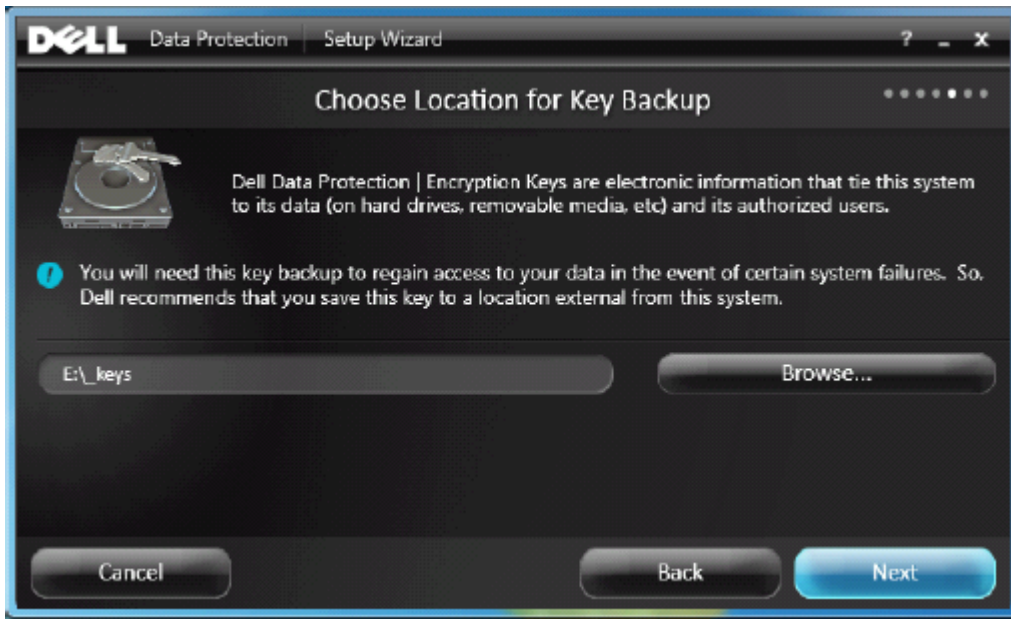 DELL Data Protection Setup Wizard ? - x
Choose Location for Key Backup
Dell Data Protection | Encryption Keys are electronic information that tie this system
to its data (on hard drives, removable media, etc) and its authorized users.
! You will need this key backup to regain access to your data in the event of certain system failures. So,
Dell recommends that you save this key to a location external from this system.
E:\_keys Browse...
Cancel Back Next